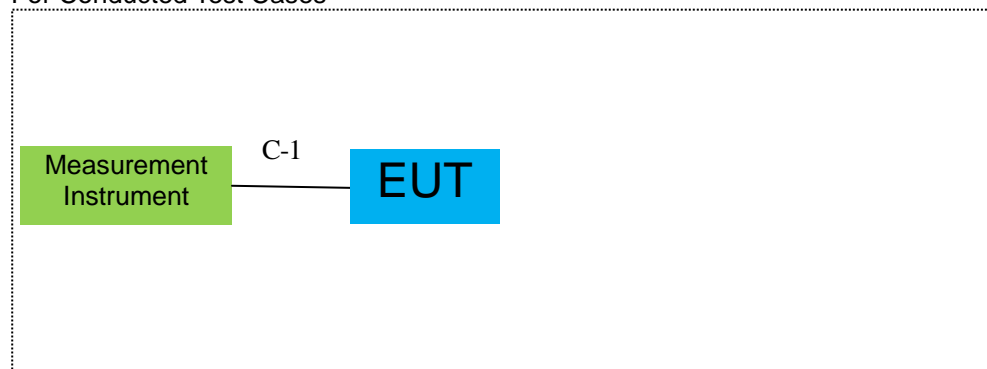 For Conducted Test Cases
C-1
Measurement
Instrument
EUT